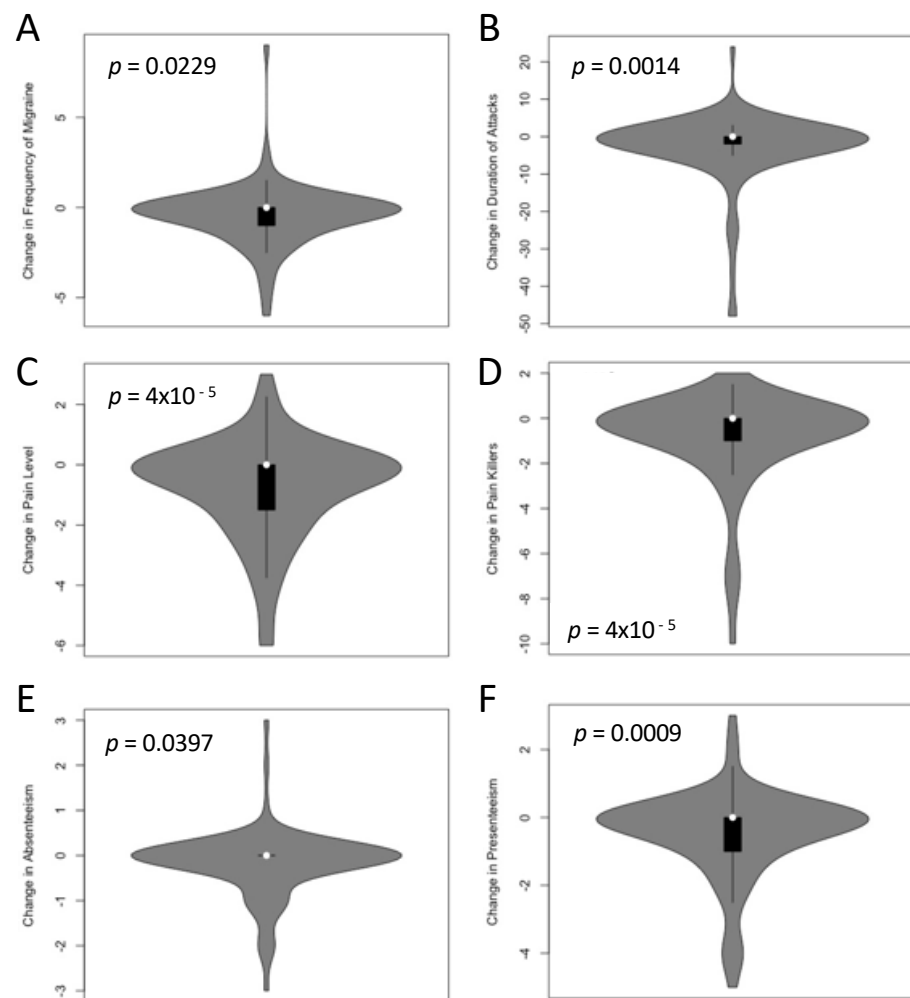 A
p = 0.0229
Change in Frequency of Migraine
5
0
-5
B
p = 0.0014
Change in Duration of Attacks
20
10
0
-10
-20
-30
-40
-50
C
p = 4x10 - 5
Change in Pain Level
2
0
-2
-4
-6
D
Change in Pain Killers
2
0
-2
-4
-6
-8
-10
p = 4x10 - 5
E
p = 0.0397
Change in Absenteeism
3
2
1
0
-1
-2
-3
F
p = 0.0009
Change in Presenteeism
2
0
-2
-4